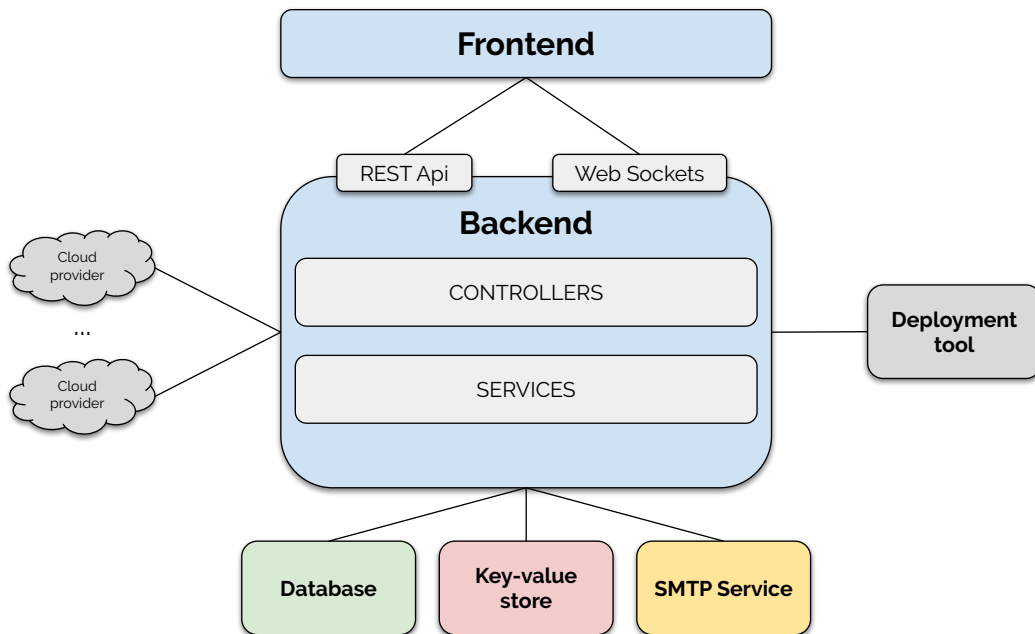 Frontend
REST Api
Web Sockets
Backend
CONTROLLERS
SERVICES
Cloud
provider
...
Cloud
provider
Deployment
tool
Database
Key-value
store
SMTP Service